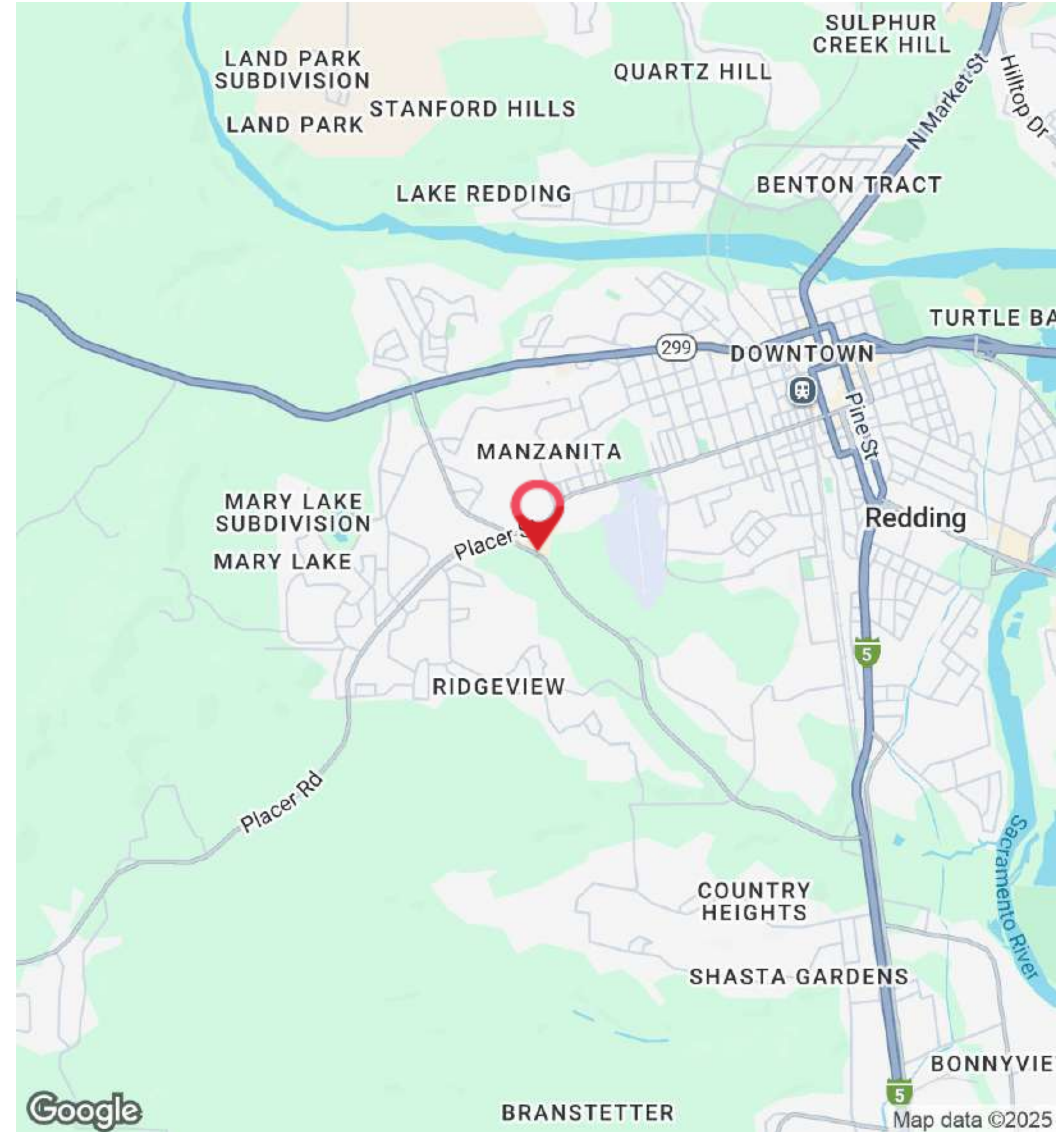 SULPHUR
CREEK HILL
LAND PARK
SUBDIVISION
QUARTZ HILL
Hilltop Dr
N Market St
STANFORD HILLS
LAND PARK
LAKE REDDING
BENTON TRACT
TURTLE BA
299
DOWNTOWN
Pine St
MANZANITA
MARY LAKE
SUBDIVISION
Redding
Placer S
MARY LAKE
5
RIDGEVIEW
Placer Rd
Sacramento River
COUNTRY
HEIGHTS
SHASTA GARDENS
BONNYVIE
5
BRANSTETTER
Google
Map data ©2025